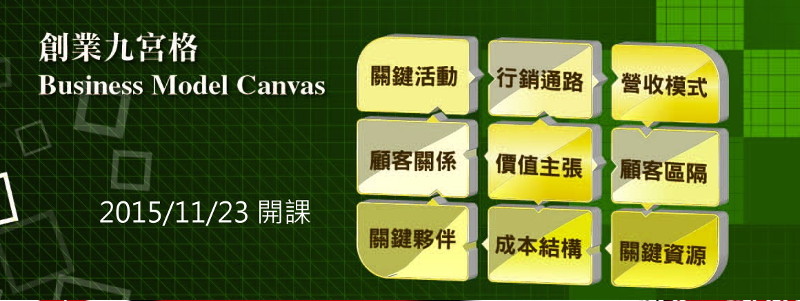 創業九宮格
Business Model Canvas
2015/11/23 開課
關鍵活動
行銷通路
營收模式
顧客關係
價值主張
顧客區隔
關鍵夥伴
成本結構
關鍵資源